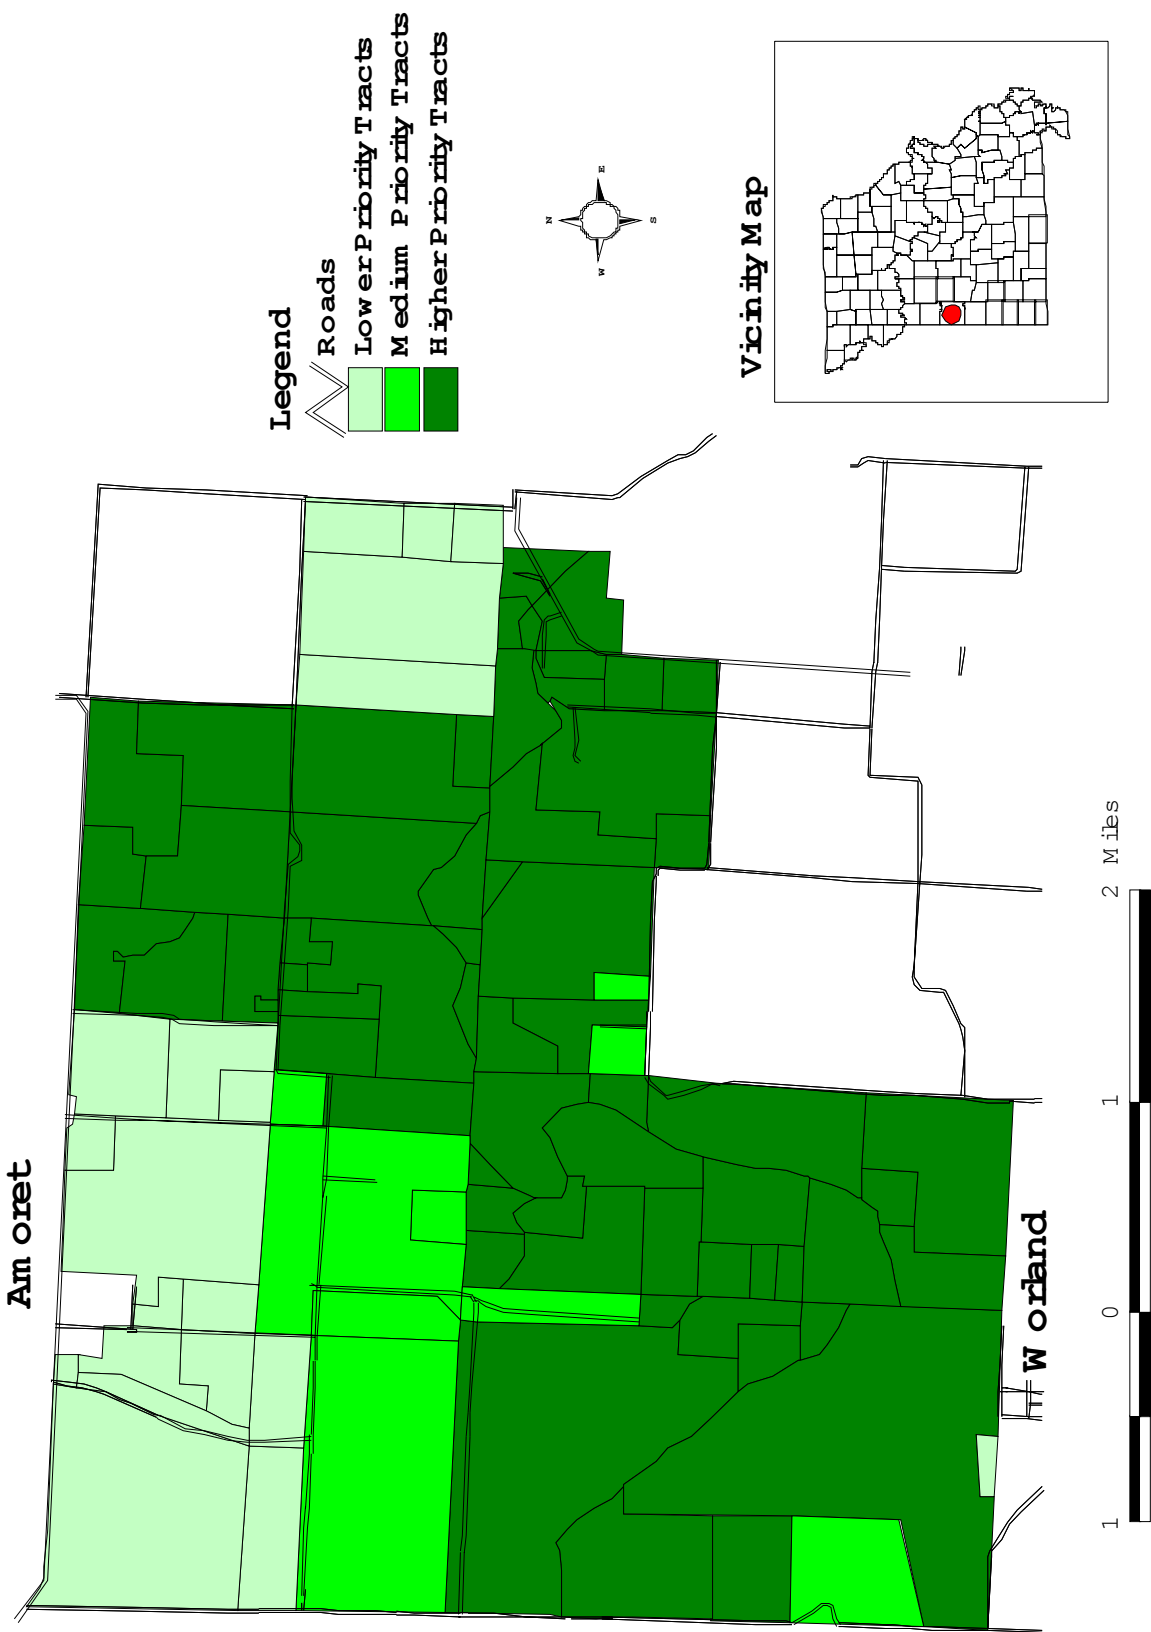 Amoret
Legend
Roads
Lower Priority Tracts
Medium Priority Tracts
Higher Priority Tracts
N
E
W
S
Vicinity Map
Worland
1 0 1 2 Miles